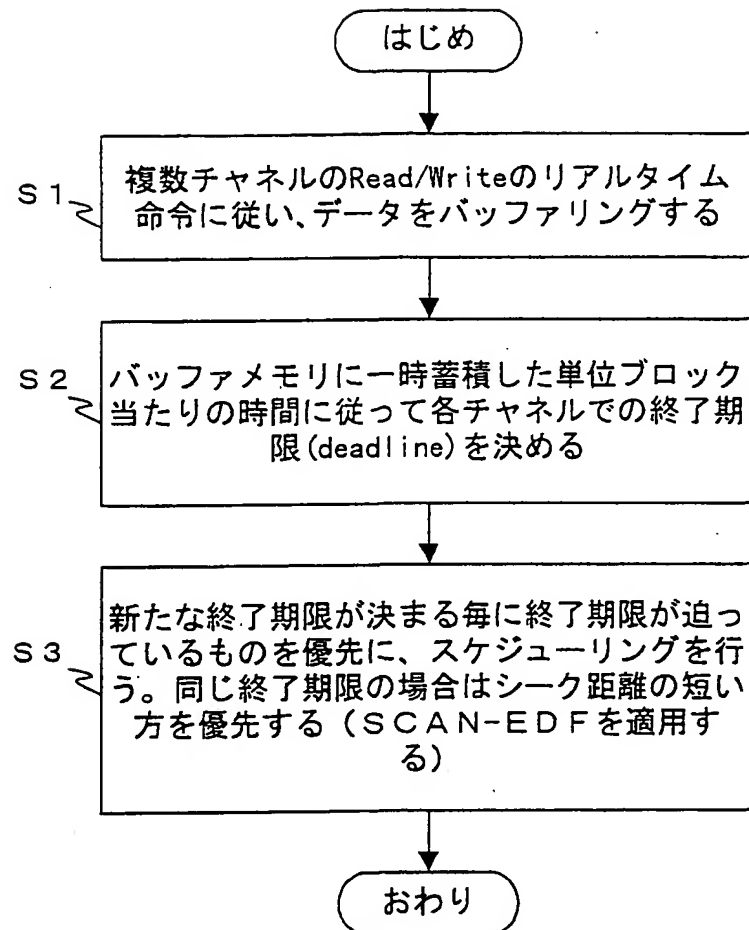 はじめ
S1
複数チャネルのRead/Writeのリアルタイム
命令に従い、データをバッファリングする
S2
バッファメモリに一時蓄積した単位ブロック
当たりの時間に従って各チャネルでの終了期
限(deadline)を決める
S3
新たな終了期限が決まる毎に終了期限が迫っ
ているものを優先に、スケジューリングを行
う。同じ終了期限の場合はシーク距離の短い
方を優先する（SCAN-EDFを適用す
る）
おわり